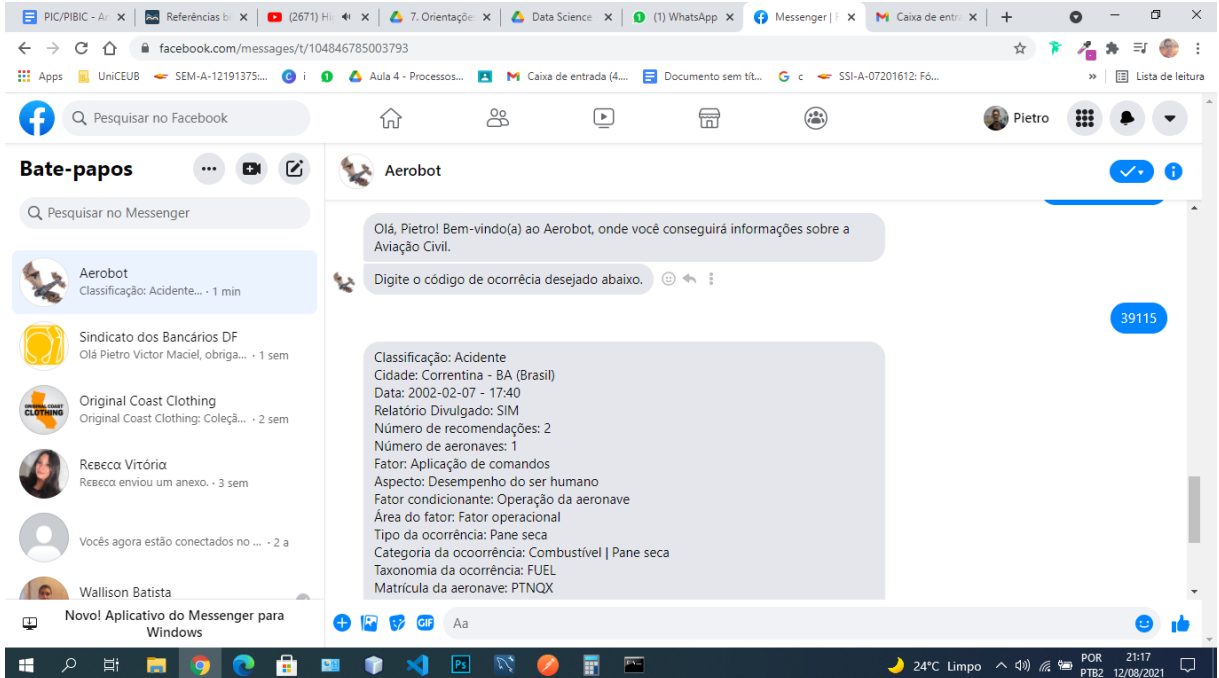 PIC/PIBIC - Ar
Referências bi
(2671) Hi
7. Orientaçõe
Data Science
(1) WhatsApp
Messenger | F
Caixa de entra
facebook.com/messages/t/104846785003793
Apps
UniCEUB
SEM-A-12191375:...
i
Aula 4 - Processos...
Caixa de entrada (4....
Documento sem tít...
c
SSI-A-07201612: Fó...
»
Lista de leitura
Pesquisar no Facebook
Pietro
Bate-papos
Pesquisar no Messenger
Aerobot
Classificação: Acidente... · 1 min
Sindicato dos Bancários DF
Olá Pietro Victor Maciel, obriga... · 1 sem
Original Coast Clothing
Original Coast Clothing: Coleçã... · 2 sem
Rᴇʙᴇcα Vɪтóriα
Rᴇʙᴇcα enviou um anexo. · 3 sem
Vocês agora estão conectados no ... · 2 a
Wallison Batista
Novo! Aplicativo do Messenger para
Windows
Aerobot
Olá, Pietro! Bem-vindo(a) ao Aerobot, onde você conseguirá informações sobre a
Aviação Civil.
Digite o código de ocorrêcia desejado abaixo.
39115
Classificação: Acidente
Cidade: Correntina - BA (Brasil)
Data: 2002-02-07 - 17:40
Relatório Divulgado: SIM
Número de recomendações: 2
Número de aeronaves: 1
Fator: Aplicação de comandos
Aspecto: Desempenho do ser humano
Fator condicionante: Operação da aeronave
Área do fator: Fator operacional
Tipo da ocorrência: Pane seca
Categoria da ocoorrência: Combustível | Pane seca
Taxonomia da ocorrência: FUEL
Matrícula da aeronave: PTNQX
GIF
Aa
Ps
24°C Limpo
POR
PTB2
21:17
12/08/2021